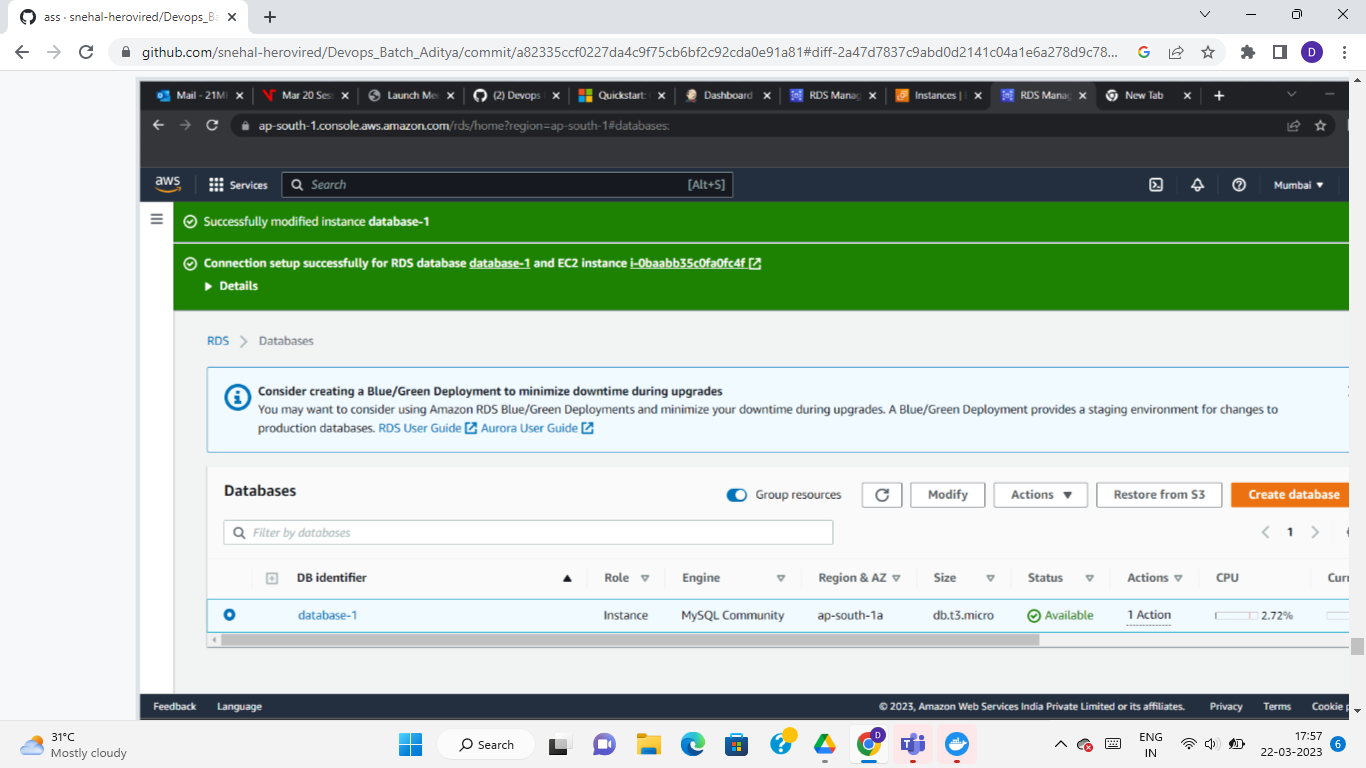 ass · snehal-herovired/Devops_Ba
github.com/snehal-herovired/Devops_Batch_Aditya/commit/a82335ccf0227da4c9f75cb6bf2c92cda0e91a81#diff-2a47d7837c9abd0d2141c04a1e6a278d9c78...
D
Mail - 21M
Mar 20 Ses
Launch Me
(2) Devops
Quickstart:
Dashboard
RDS Manag
Instances |
RDS Manag
New Tab
ap-south-1.console.aws.amazon.com/rds/home?region=ap-south-1#databases:
aws
Services
Search
[Alt+S]
Mumbai
Successfully modified instance database-1
Connection setup successfully for RDS database database-1 and EC2 instance i-0baabb35c0fa0fc4f
Details
RDS
Databases
Consider creating a Blue/Green Deployment to minimize downtime during upgrades
You may want to consider using Amazon RDS Blue/Green Deployments and minimize your downtime during upgrades. A Blue/Green Deployment provides a staging environment for changes to
production databases. RDS User Guide Aurora User Guide
Databases
Group resources
Modify
Actions
Restore from S3
Create database
Filter by databases
1
DB identifier
Role
Engine
Region & AZ
Size
Status
Actions
CPU
Curr
database-1
Instance
MySQL Community
ap-south-1a
db.t3.micro
Available
1 Action
2.72%
Feedback
Language
© 2023, Amazon Web Services India Private Limited or its affiliates.
Privacy
Terms
Cookie p
31°C
Mostly cloudy
Search
D
ENG
IN
17:57
22-03-2023
6